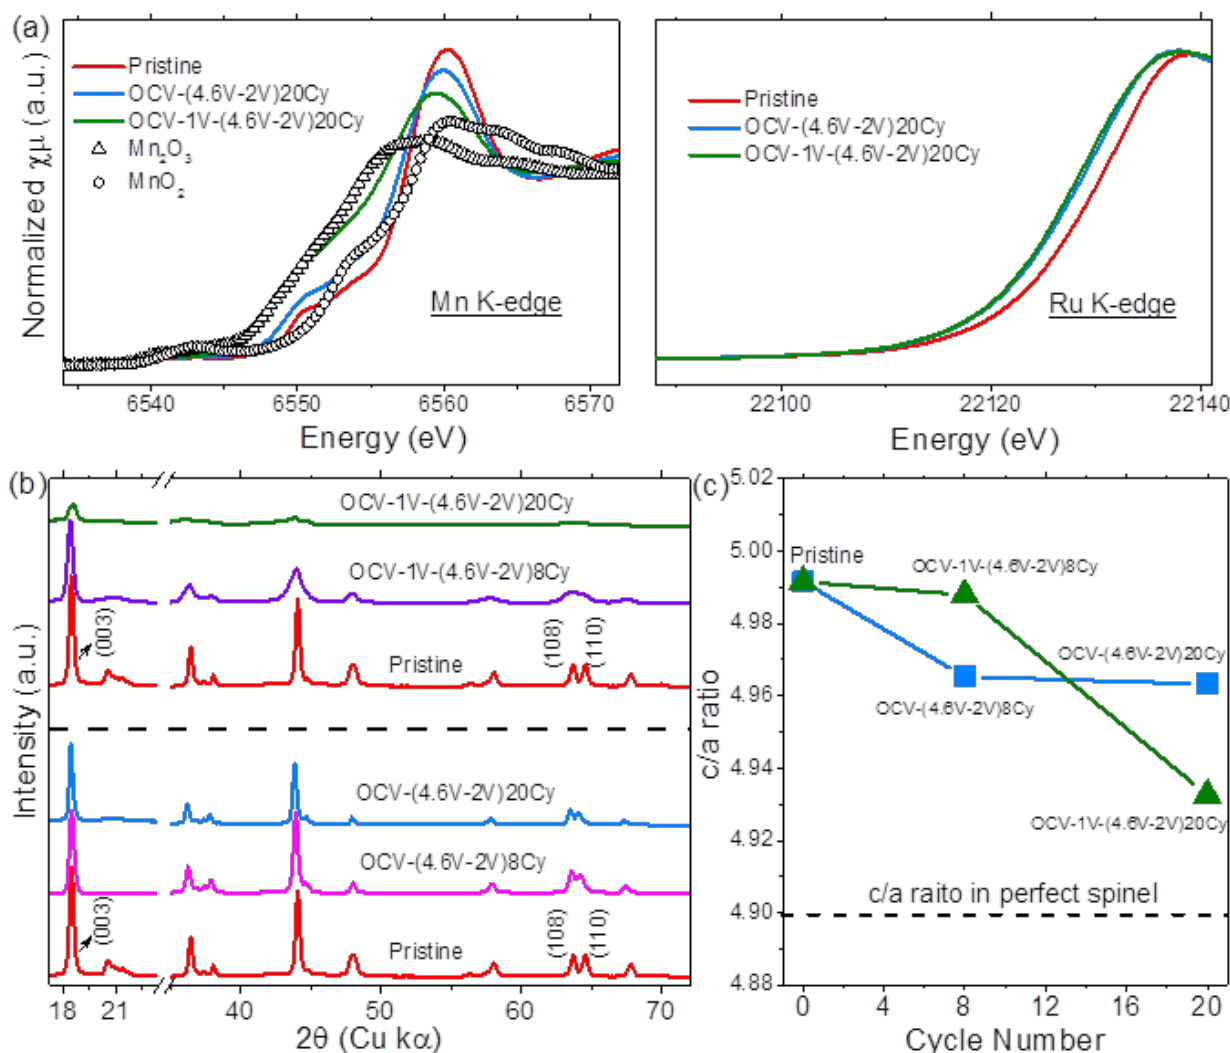 (a)
Normalized χμ (a.u.)
Pristine
OCV-(4.6V-2V)20Cy
OCV-1V-(4.6V-2V)20Cy
Mn₂O₃
MnO₂
Mn K-edge
6540 6550 6560 6570
Energy (eV)
Pristine
OCV-(4.6V-2V)20Cy
OCV-1V-(4.6V-2V)20Cy
Ru K-edge
22100 22120 22140
Energy (eV)
(b)
Intensity (a.u.)
OCV-1V-(4.6V-2V)20Cy
OCV-1V-(4.6V-2V)8Cy
(003)
Pristine
(108)
(110)
OCV-(4.6V-2V)20Cy
OCV-(4.6V-2V)8Cy
(003)
Pristine
(108)
(110)
18 21 40 50 60 70
2θ (Cu kα)
(c)
c/a ratio
5.02
5.00
4.98
4.96
4.94
4.92
4.90
4.88
Pristine
OCV-1V-(4.6V-2V)8Cy
OCV-(4.6V-2V)20Cy
OCV-(4.6V-2V)8Cy
OCV-1V-(4.6V-2V)20Cy
c/a raito in perfect spinel
0 2 4 6 8 10 12 14 16 18 20
Cycle Number